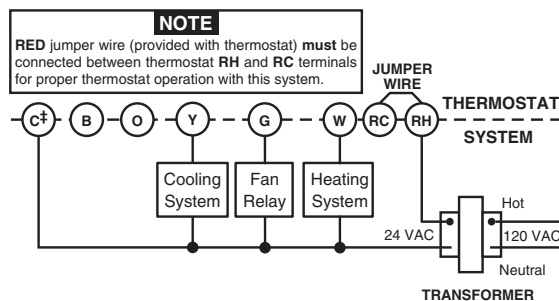 NOTE
RED jumper wire (provided with thermostat) must be
connected between thermostat RH and RC terminals
for proper thermostat operation with this system.
JUMPER
WIRE
C‡ B O Y G W RC RH
THERMOSTAT
SYSTEM
Cooling
System
Fan
Relay
Heating
System
Hot
24 VAC
120 VAC
Neutral
TRANSFORMER